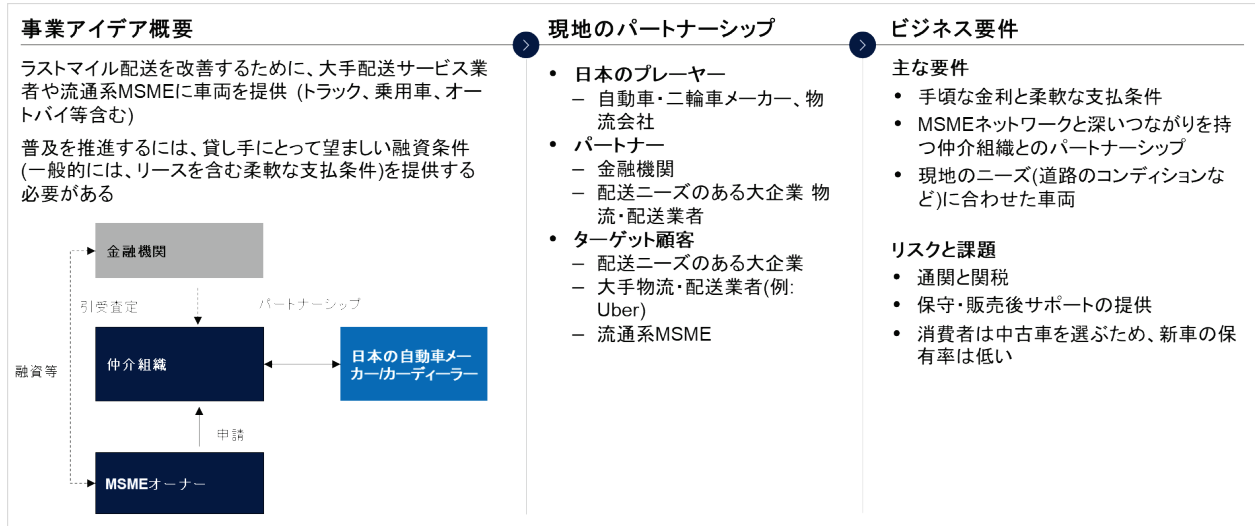 事業アイデア概要
ラストマイル配送を改善するために、大手配送サービス業
者や流通系MSMEに車両を提供 (トラック、乗用車、オー
トバイ等含む)
普及を推進するには、貸し手にとって望ましい融資条件
(一般的には、リースを含む柔軟な支払条件)を提供する
必要がある
金融機関
引受査定
パートナーシップ
融資等
仲介組織
日本の自動車メー
カー/カーディーラー
申請
MSMEオーナー
現地のパートナーシップ
• 日本のプレーヤー
– 自動車・二輪車メーカー、物
流会社
• パートナー
– 金融機関
– 配送ニーズのある大企業 物
流・配送業者
• ターゲット顧客
– 配送ニーズのある大企業
– 大手物流・配送業者(例:
Uber)
– 流通系MSME
ビジネス要件
主な要件
• 手頃な金利と柔軟な支払条件
• MSMEネットワークと深いつながりを持
つ仲介組織とのパートナーシップ
• 現地のニーズ(道路のコンディションな
ど)に合わせた車両
リスクと課題
• 通関と関税
• 保守・販売後サポートの提供
• 消費者は中古車を選ぶため、新車の保
有率は低い